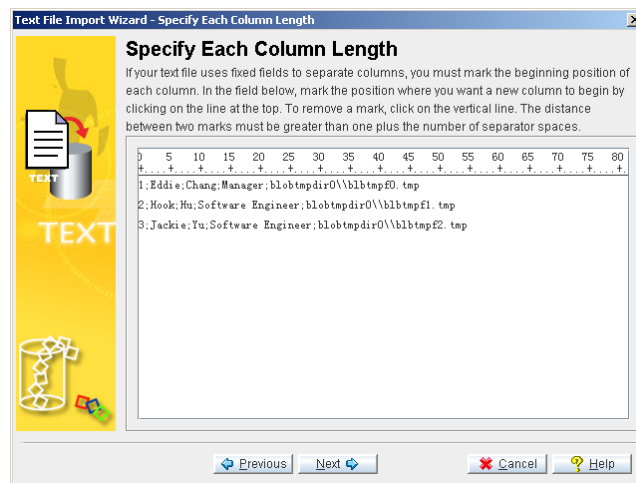 Text File Import Wizard - Specify Each Column Length
Specify Each Column Length
If your text file uses fixed fields to separate columns, you must mark the beginning position of
each column. In the field below, mark the position where you want a new column to begin by
clicking on the line at the top. To remove a mark, click on the vertical line. The distance
between two marks must be greater than one plus the number of separator spaces.
TEXT
TEXT
0 5 10 15 20 25 30 35 40 45 50 55 60 65 70 75 80
+....+....+....+....+....+....+....+....+....+....+....+....+....+....+....+....+.
1;Eddie;Chang;Manager;blobtmpdir0\\blbtmpf0.tmp
2;Hook;Hu;Software Engineer;blobtmpdir0\\blbtmpf1.tmp
3;Jackie;Yu;Software Engineer;blobtmpdir0\\blbtmpf2.tmp
Previous Next Cancel Help